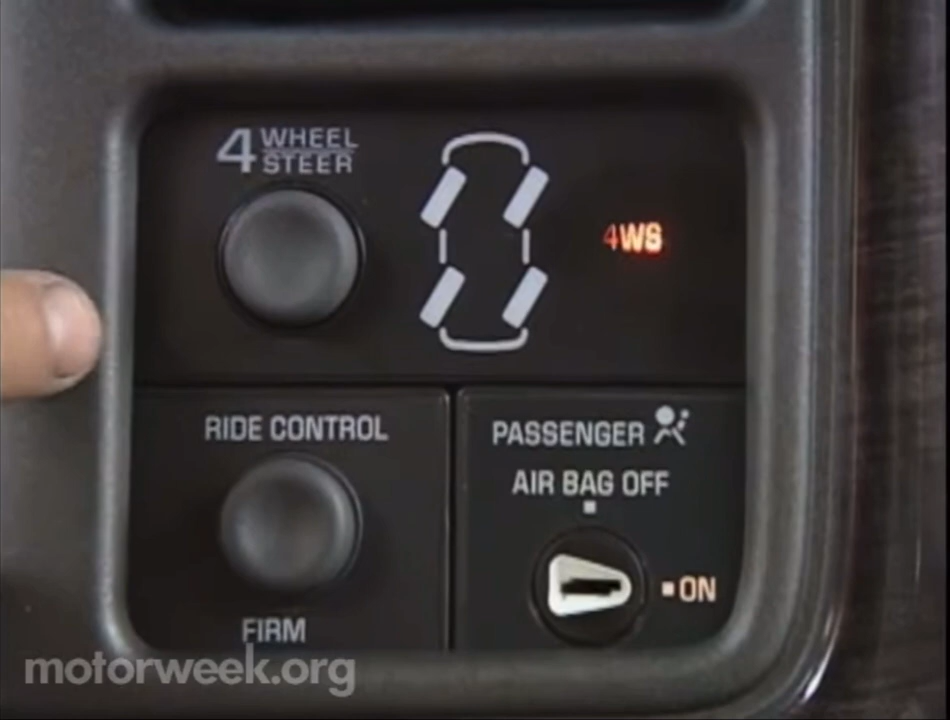 4 WHEEL
STEER
4WS
RIDE CONTROL
FIRM
PASSENGER
AIR BAG OFF
ON
motorweek.org